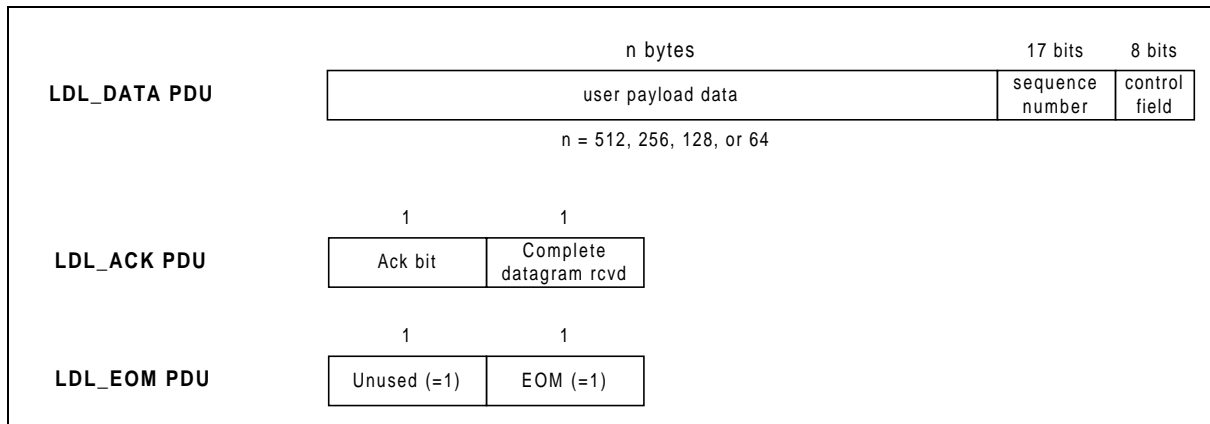 n bytes 17 bits 8 bits
LDL_DATA PDU user payload data sequence number control field
n = 512, 256, 128, or 64
1 1
LDL_ACK PDU Ack bit Complete datagram rcvd
1 1
LDL_EOM PDU Unused (=1) EOM (=1)